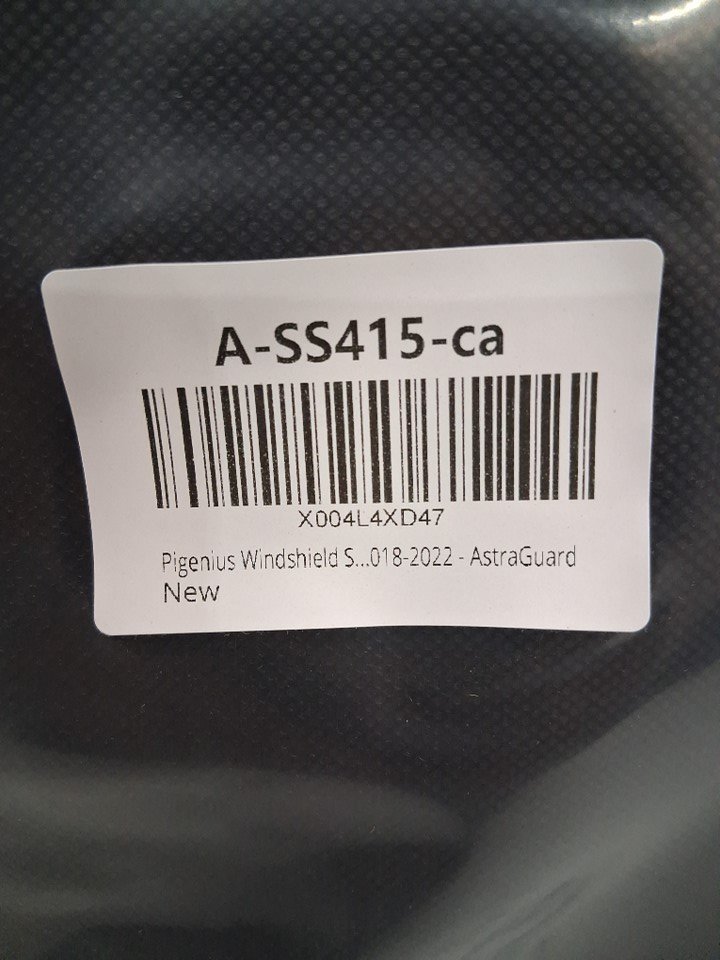 A-SS415-ca
X004L4XD47
Pigenius Windshield S...018-2022 - AstraGuard
New